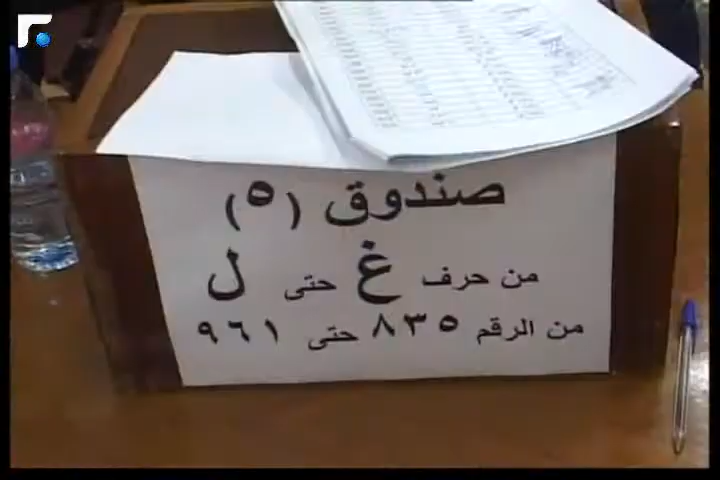 صندوق (٥)
من حرف غ حتى ل
من الرقم ٨٣٥ حتى ٩٦١